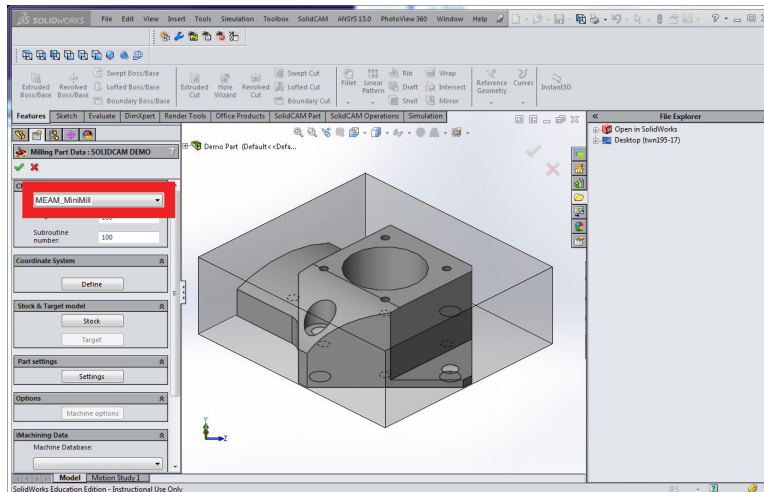 SOLIDWORKS File Edit View Insert Tools Simulation Toolbox SolidCAM ANSYS 13.0 PhotoView 360 Window Help
Swept Boss/Base
Lofted Boss/Base
Boundary Boss/Base
Extruded Boss/Base
Revolved Boss/Base
Extruded Cut
Hole Wizard
Revolved Cut
Swept Cut
Lofted Cut
Boundary Cut
Fillet
Linear Pattern
Rib
Draft
Shell
Wrap
Intersect
Mirror
Reference Geometry
Curves
Instant3D
Features Sketch Evaluate DimXpert Render Tools Office Products SolidCAM Part SolidCAM Operations Simulation
File Explorer
Open in SolidWorks
Desktop (twn195-17)
Milling Part Data : SOLIDCAM DEMO ?
Demo Part (Default<<Defa...
MEAM_MiniMill
100
Subroutine number: 100
Coordinate System
Define
Stock & Target model
Stock
Target
Part settings
Settings
Options
Machine options
iMachining Data
Machine Database:
Y
Z
Model Motion Study 1
SolidWorks Education Edition - Instructional Use Only
IPS